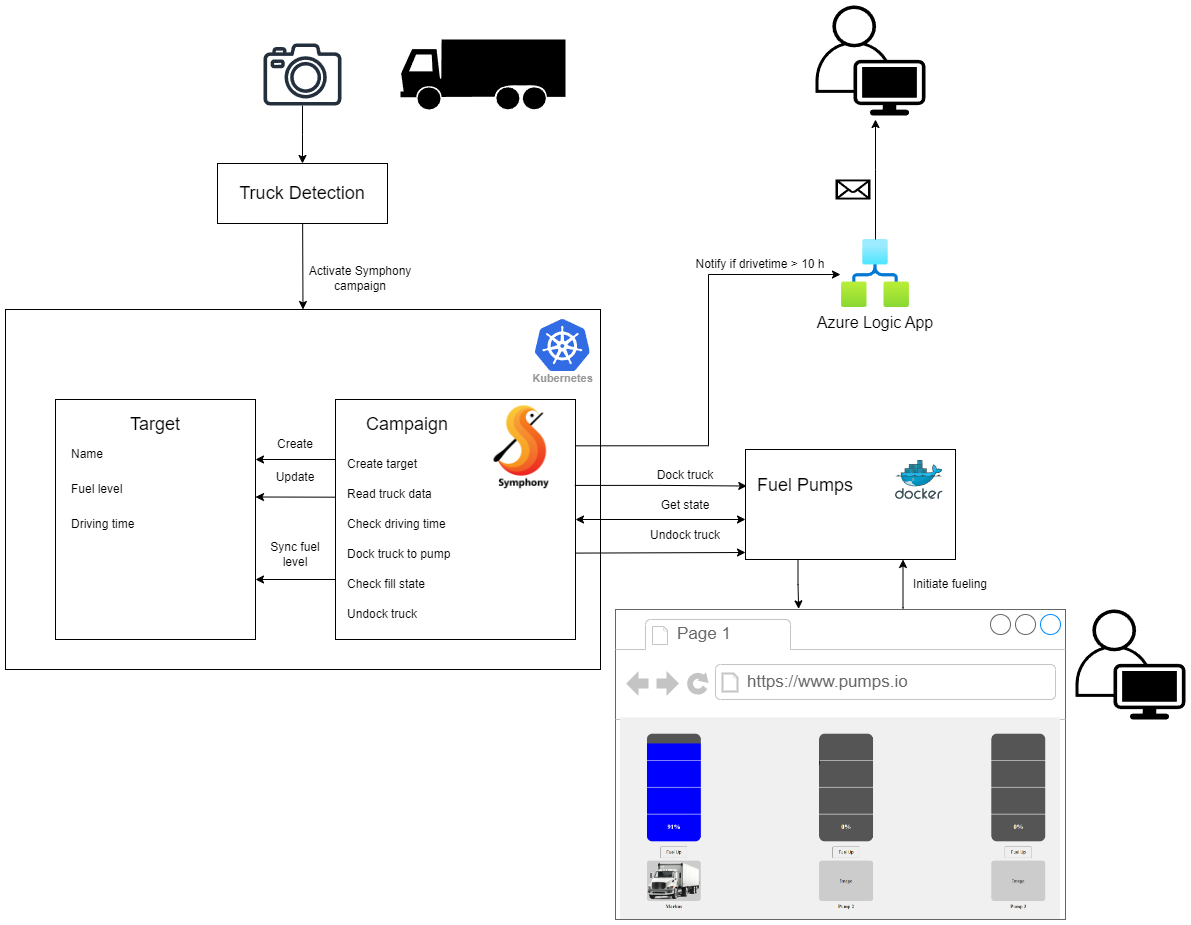 Truck Detection
Activate Symphony
campaign
Notify if drivetime > 10 h
Azure Logic App
Kubernetes
Target
Name
Fuel level
Driving time
Create
Update
Sync fuel
level
Campaign
Symphony
Create target
Read truck data
Check driving time
Dock truck to pump
Check fill state
Undock truck
Dock truck
Get state
Undock truck
Fuel Pumps
docker
Initiate fueling
Page 1
https://www.pumps.io
91%
0%
0%
Fuel Up
Fuel Up
Fuel Up
Image
Image
Markus
Pump 2
Pump 3